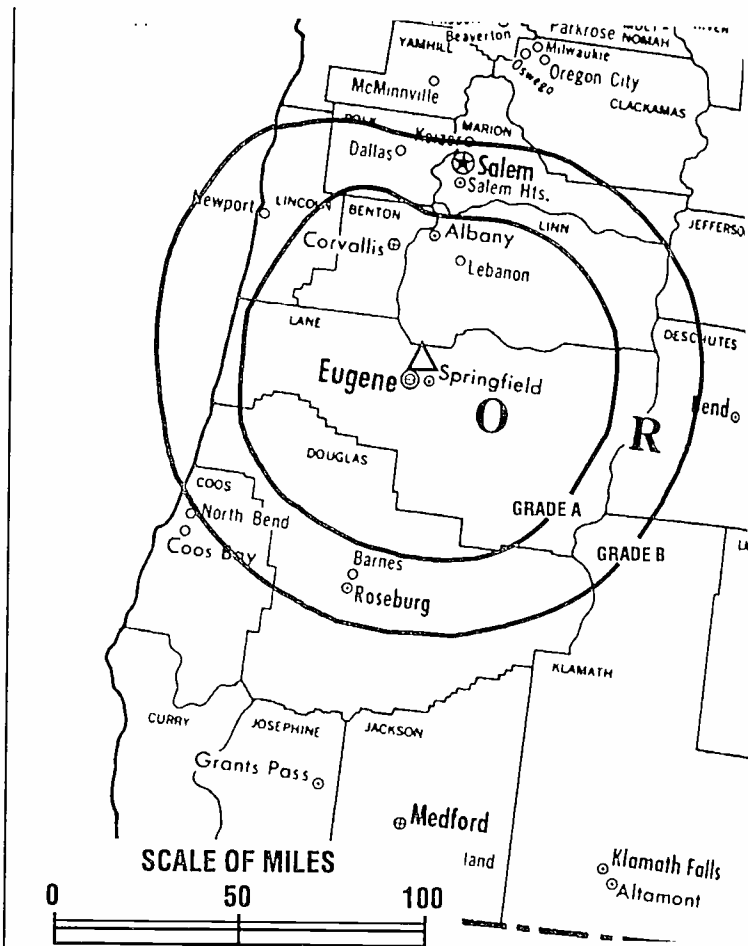 Parkrose
NOMAH
Beaverton
Milwaukie
YAMHILL
Oswego
Oregon City
McMinnville
CLACKAMAS
POLK
MARION
Keizer
Dallas
Salem
Salem Hts.
Newport
LINCOLN
BENTON
LINN
JEFFERSO
Corvallis
Albany
Lebanon
LANE
DESCHUTES
Eugene
Springfield
O
R
Bend
DOUGLAS
COOS
GRADE A
North Bend
Coos Bay
GRADE B
Barnes
Roseburg
KLAMATH
CURRY
JOSEPHINE
JACKSON
Grants Pass
Medford
land
Klamath Falls
Altamont
SCALE OF MILES
0 50 100